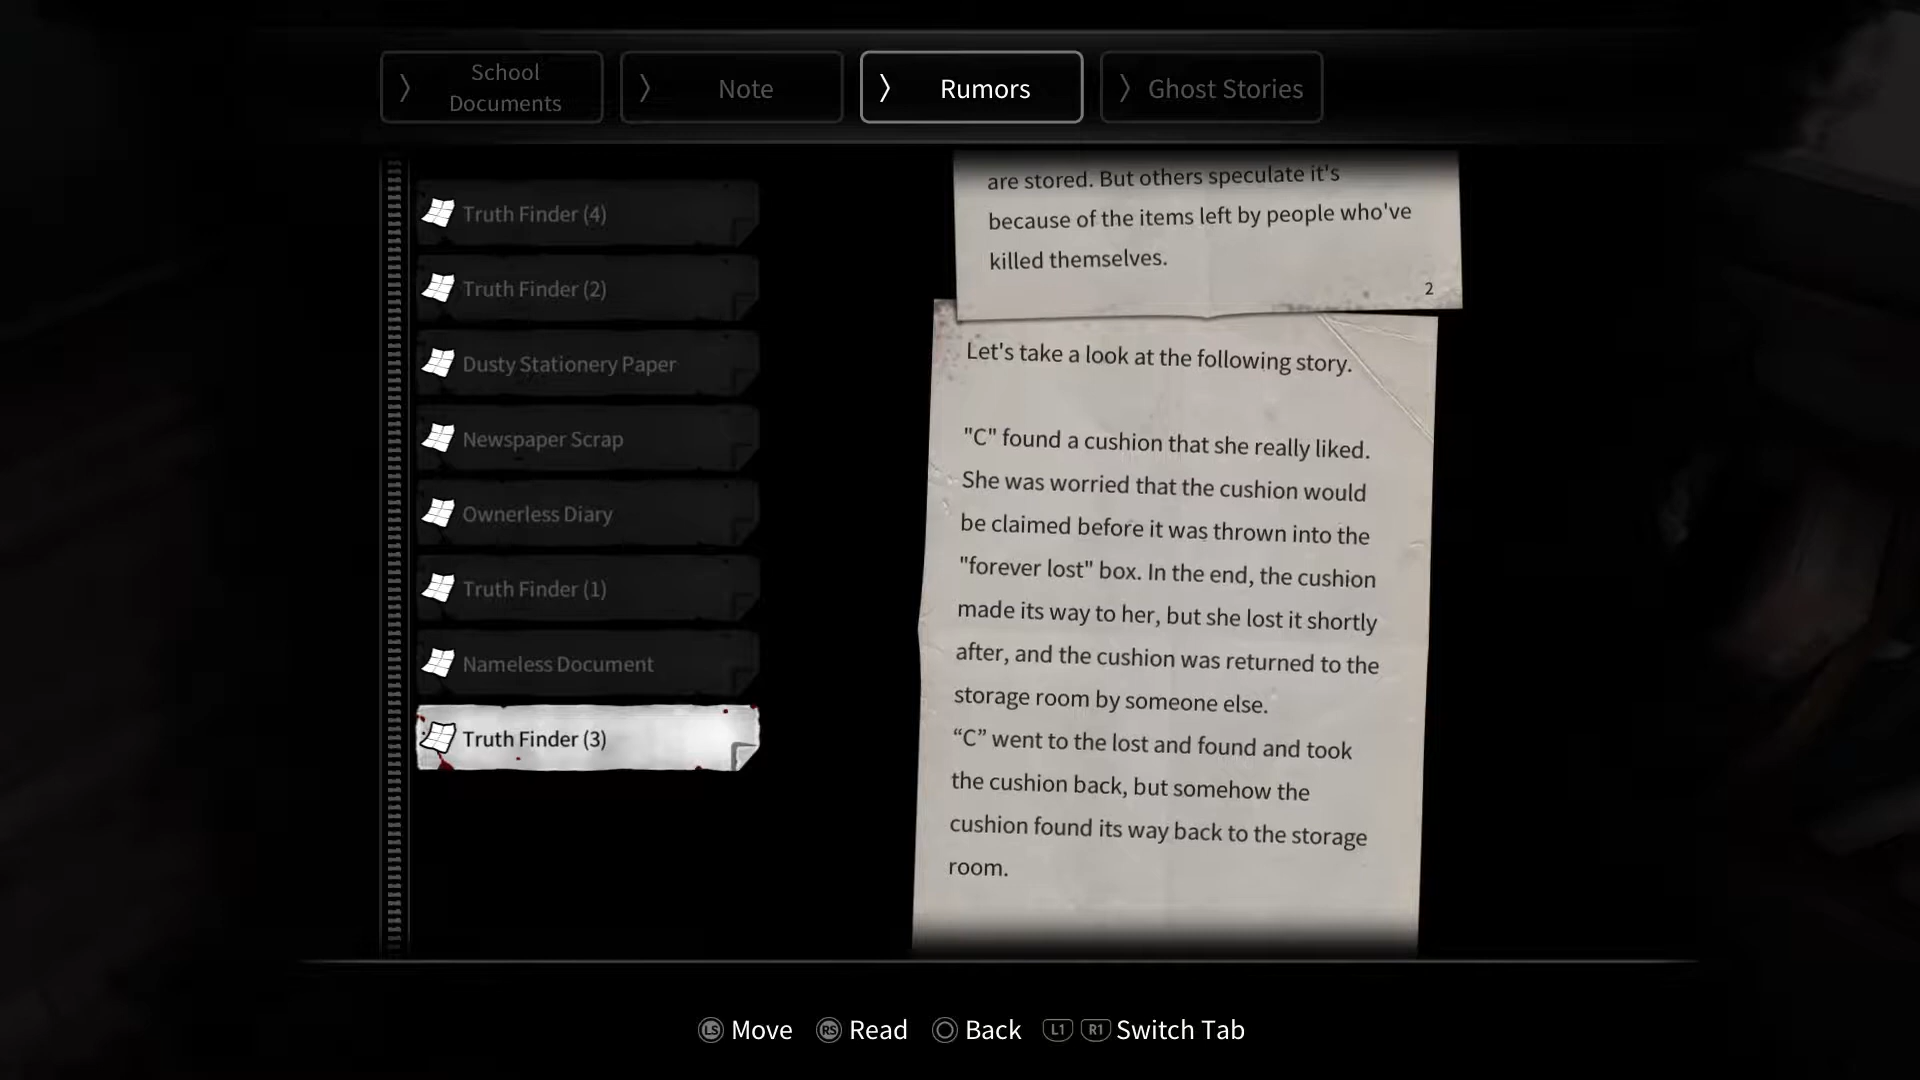 School
Documents
Note
Rumors
Ghost Stories
Truth Finder (4)
Truth Finder (2)
Dusty Stationery Paper
Newspaper Scrap
Ownerless Diary
Truth Finder (1)
Nameless Document
Truth Finder (3)
are stored. But others speculate it's
because of the items left by people who've
killed themselves.
2
Let's take a look at the following story.
"C" found a cushion that she really liked.
She was worried that the cushion would
be claimed before it was thrown into the
"forever lost" box. In the end, the cushion
made its way to her, but she lost it shortly
after, and the cushion was returned to the
storage room by someone else.
“C” went to the lost and found and took
the cushion back, but somehow the
cushion found its way back to the storage
room.
LS Move RS Read Back L1 R1 Switch Tab